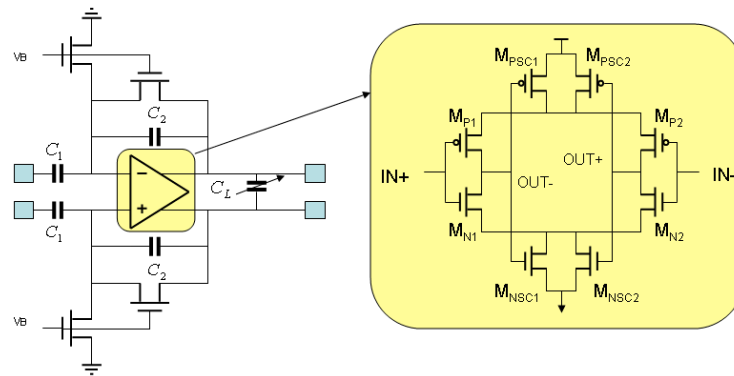 VB
C2
C1
−
+
CL
C1
C2
VB
MPSC1
MPSC2
MP1
MP2
IN+
OUT+
OUT-
IN-
MN1
MN2
MNSC1
MNSC2